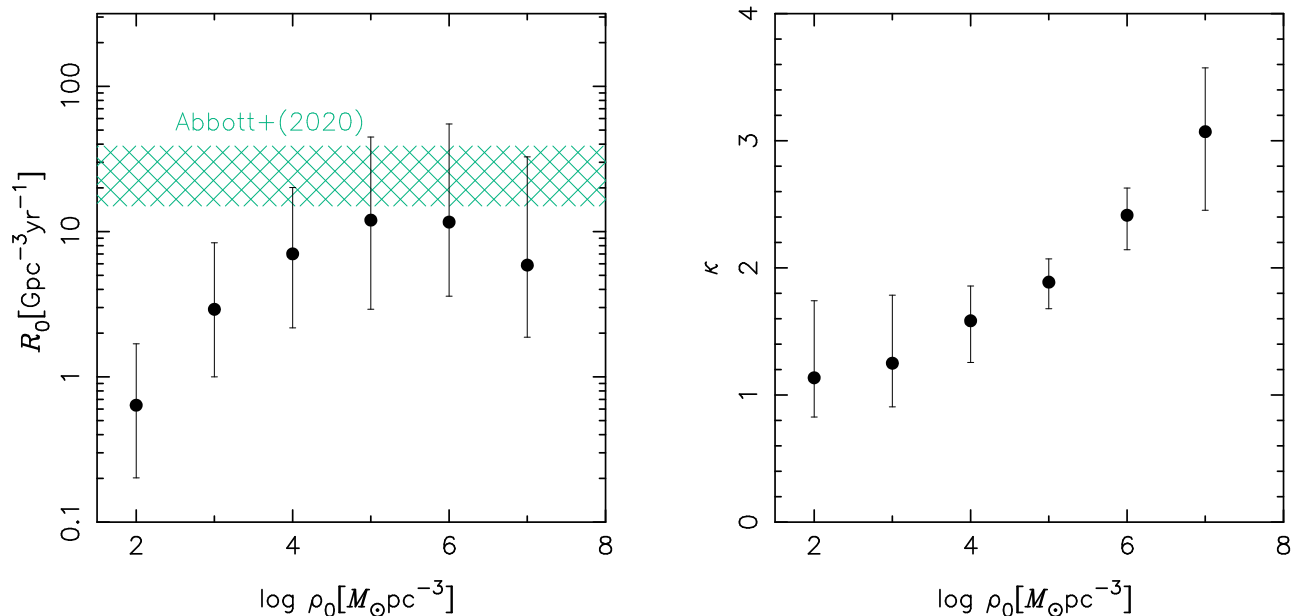 Abbott+(2020)
R₀[Gpc⁻³yr⁻¹]
100
10
1
0.1
2 4 6 8
log ρ₀[M⊙pc⁻³]
κ
4
3
2
1
0
2 4 6 8
log ρ₀[M⊙pc⁻³]